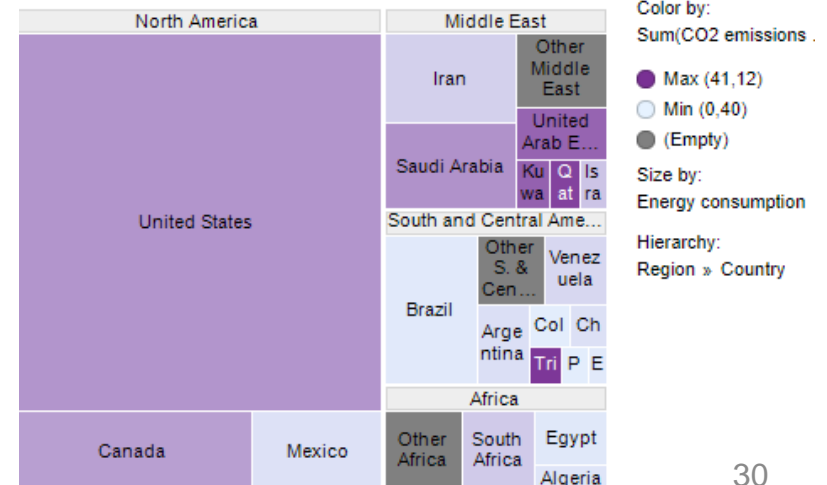 North America
United States
Canada
Mexico
Middle East
Iran
Other
Middle
East
Saudi Arabia
United
Arab E...
Ku
wa
Q
at
Is
ra
South and Central Ame...
Brazil
Other
S. &
Cen...
Venez
uela
Arge
ntina
Col
Ch
Tri
P
E
Africa
Other
Africa
South
Africa
Egypt
Algeria
Color by:
Sum(CO2 emissions .
Max (41,12)
Min (0,40)
(Empty)
Size by:
Energy consumption
Hierarchy:
Region » Country
30